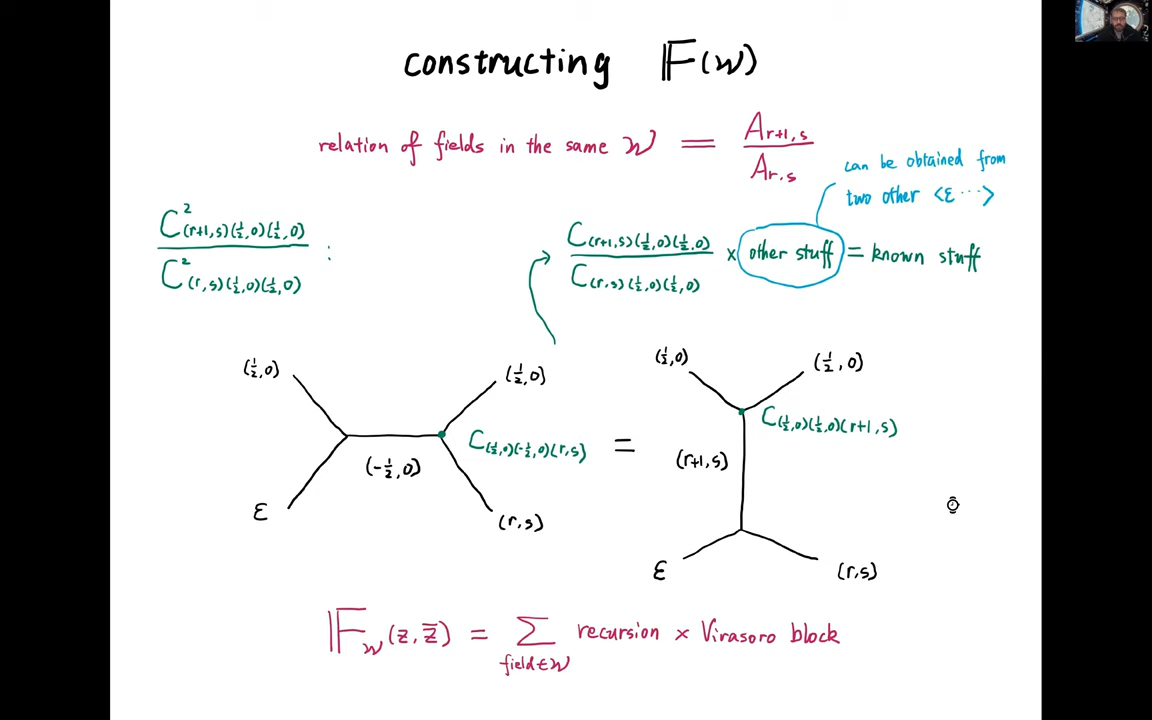 constructing 𝔽(W)
relation of fields in the same W = A_{r+1,s} / A_{r,s}
can be obtained from
two other <ε ⋯>
C²_{(r+1,s)(½,0)(½,0)} / C²_{(r,s)(½,0)(½,0)} :
C_{(r+1,s)(½,0)(½,0)} / C_{(r,s)(½,0)(½,0)} × other stuff = known stuff
(½,0) (½,0) (½,0) (½,0)
C_{(½,0)(-½,0)(r,s)} = C_{(½,0)(½,0)(r+1,s)}
(-½,0) (r+1,s)
ε (r,s) ε (r,s)
𝔽_W(z, z̄) = Σ_{field∈W} recursion × Virasoro block